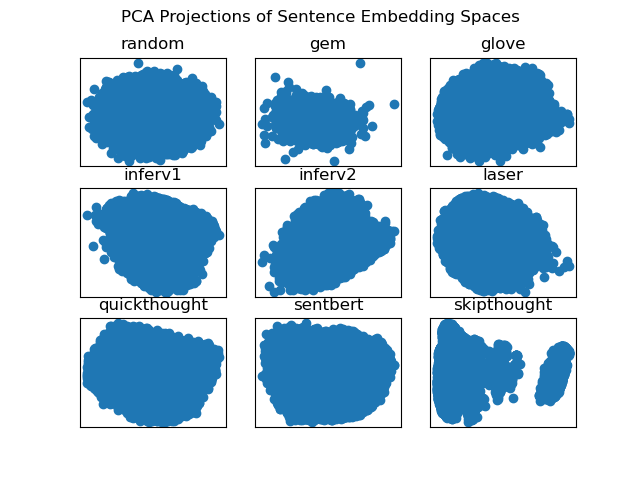 PCA Projections of Sentence Embedding Spaces
random gem glove
inferv1 inferv2 laser
quickthought sentbert skipthought